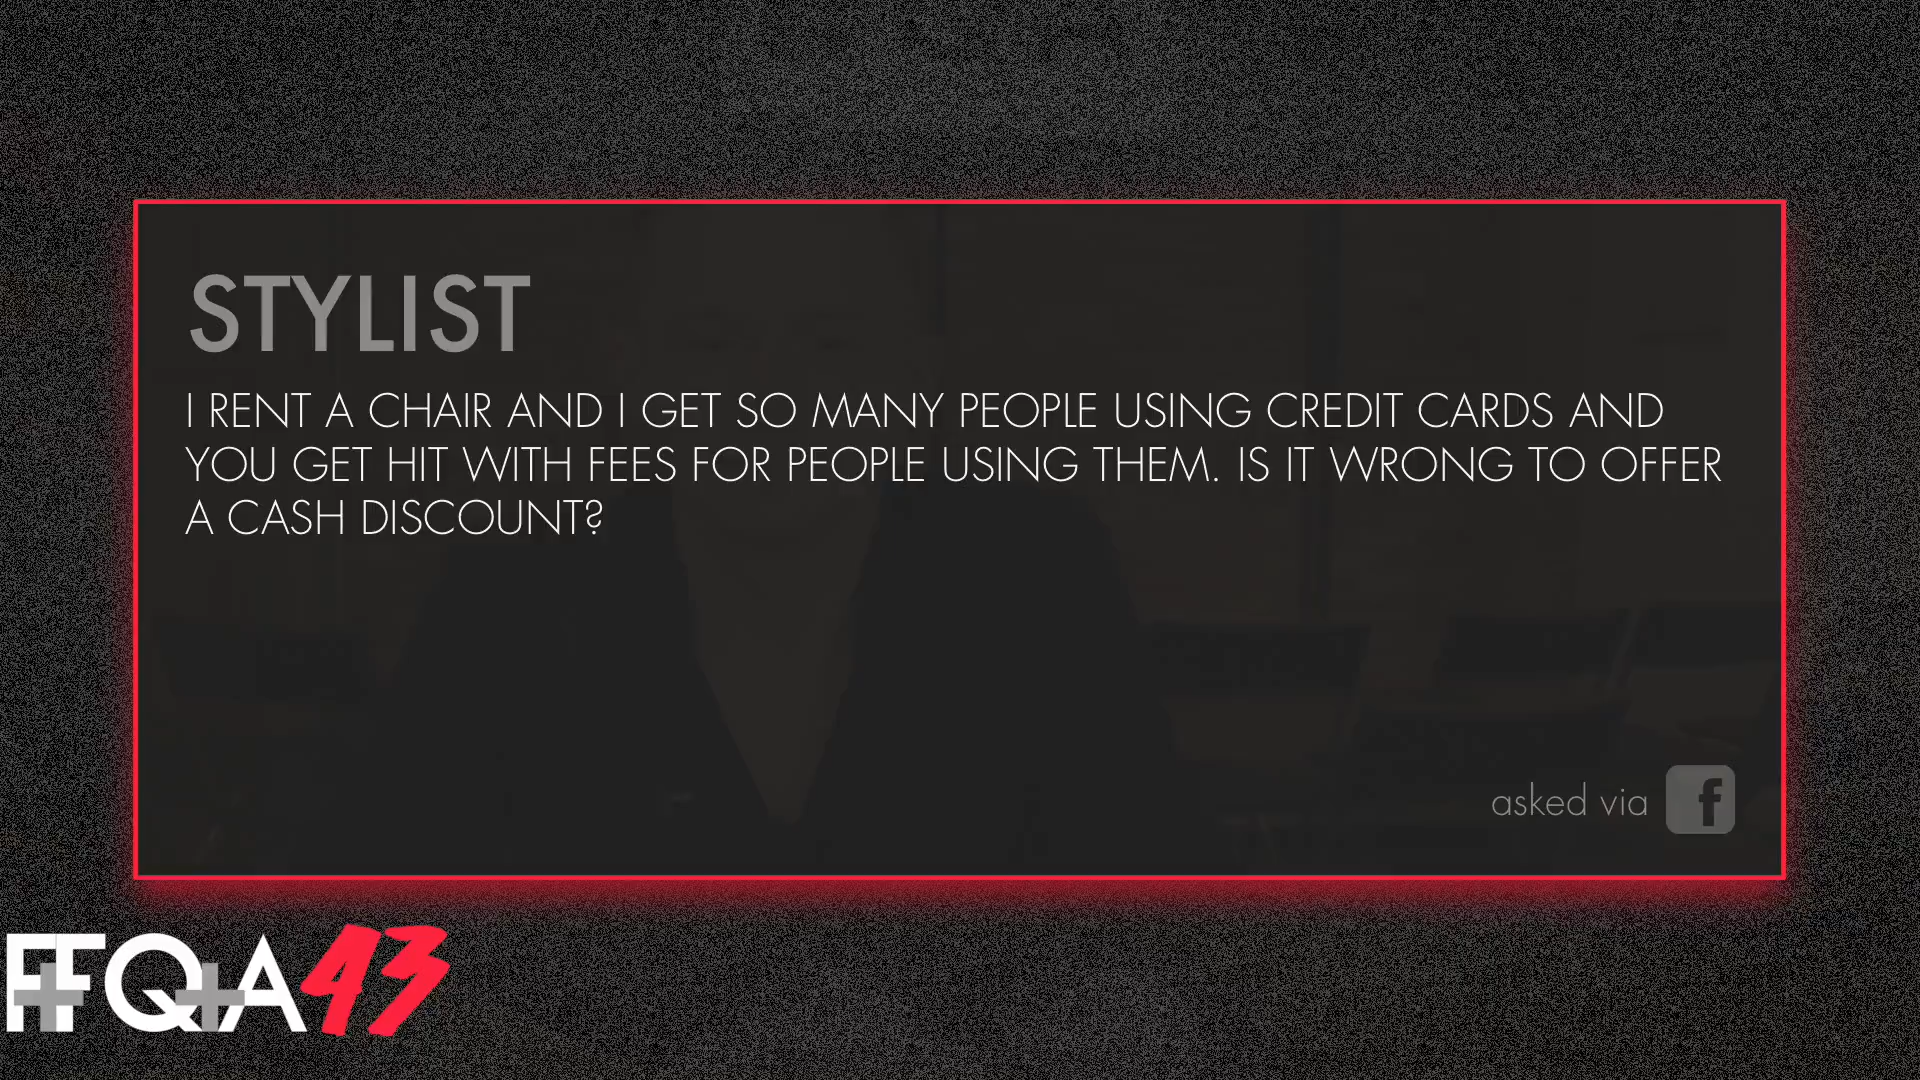 STYLIST
I RENT A CHAIR AND I GET SO MANY PEOPLE USING CREDIT CARDS AND
YOU GET HIT WITH FEES FOR PEOPLE USING THEM. IS IT WRONG TO OFFER
A CASH DISCOUNT?
asked via f
FFQ+A43